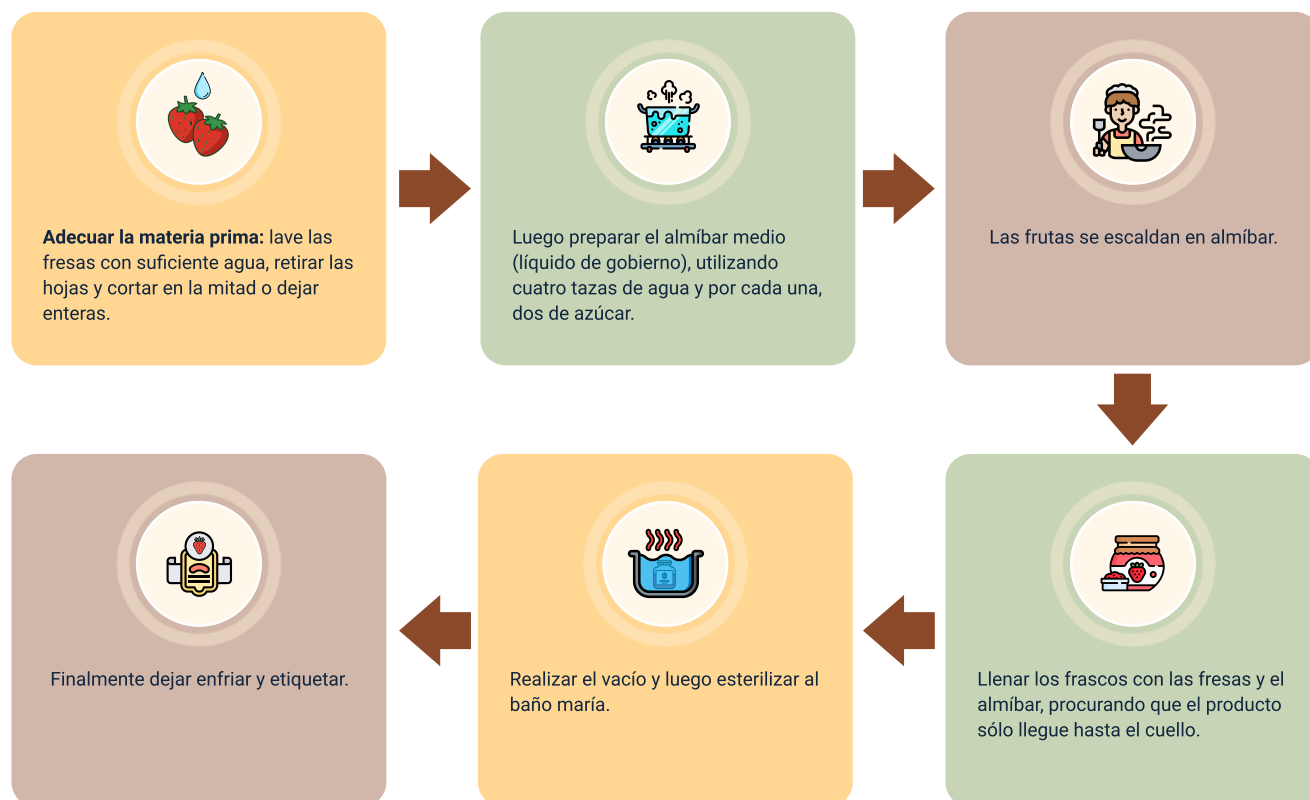 Adecuar la materia prima: lave las
fresas con suficiente agua, retirar las
hojas y cortar en la mitad o dejar
enteras.
Luego preparar el almíbar medio
(líquido de gobierno), utilizando
cuatro tazas de agua y por cada una,
dos de azúcar.
Las frutas se escaldan en almíbar.
Llenar los frascos con las fresas y el
almíbar, procurando que el producto
sólo llegue hasta el cuello.
Realizar el vacío y luego esterilizar al
baño maría.
Finalmente dejar enfriar y etiquetar.